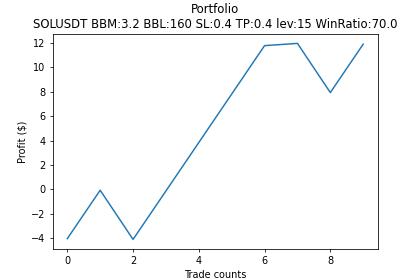 Portfolio
SOLUSDT BBM:3.2 BBL:160 SL:0.4 TP:0.4 lev:15 WinRatio:70.0
12
10
8
6
4
2
0
−2
−4
Profit ($)
0 2 4 6 8
Trade counts